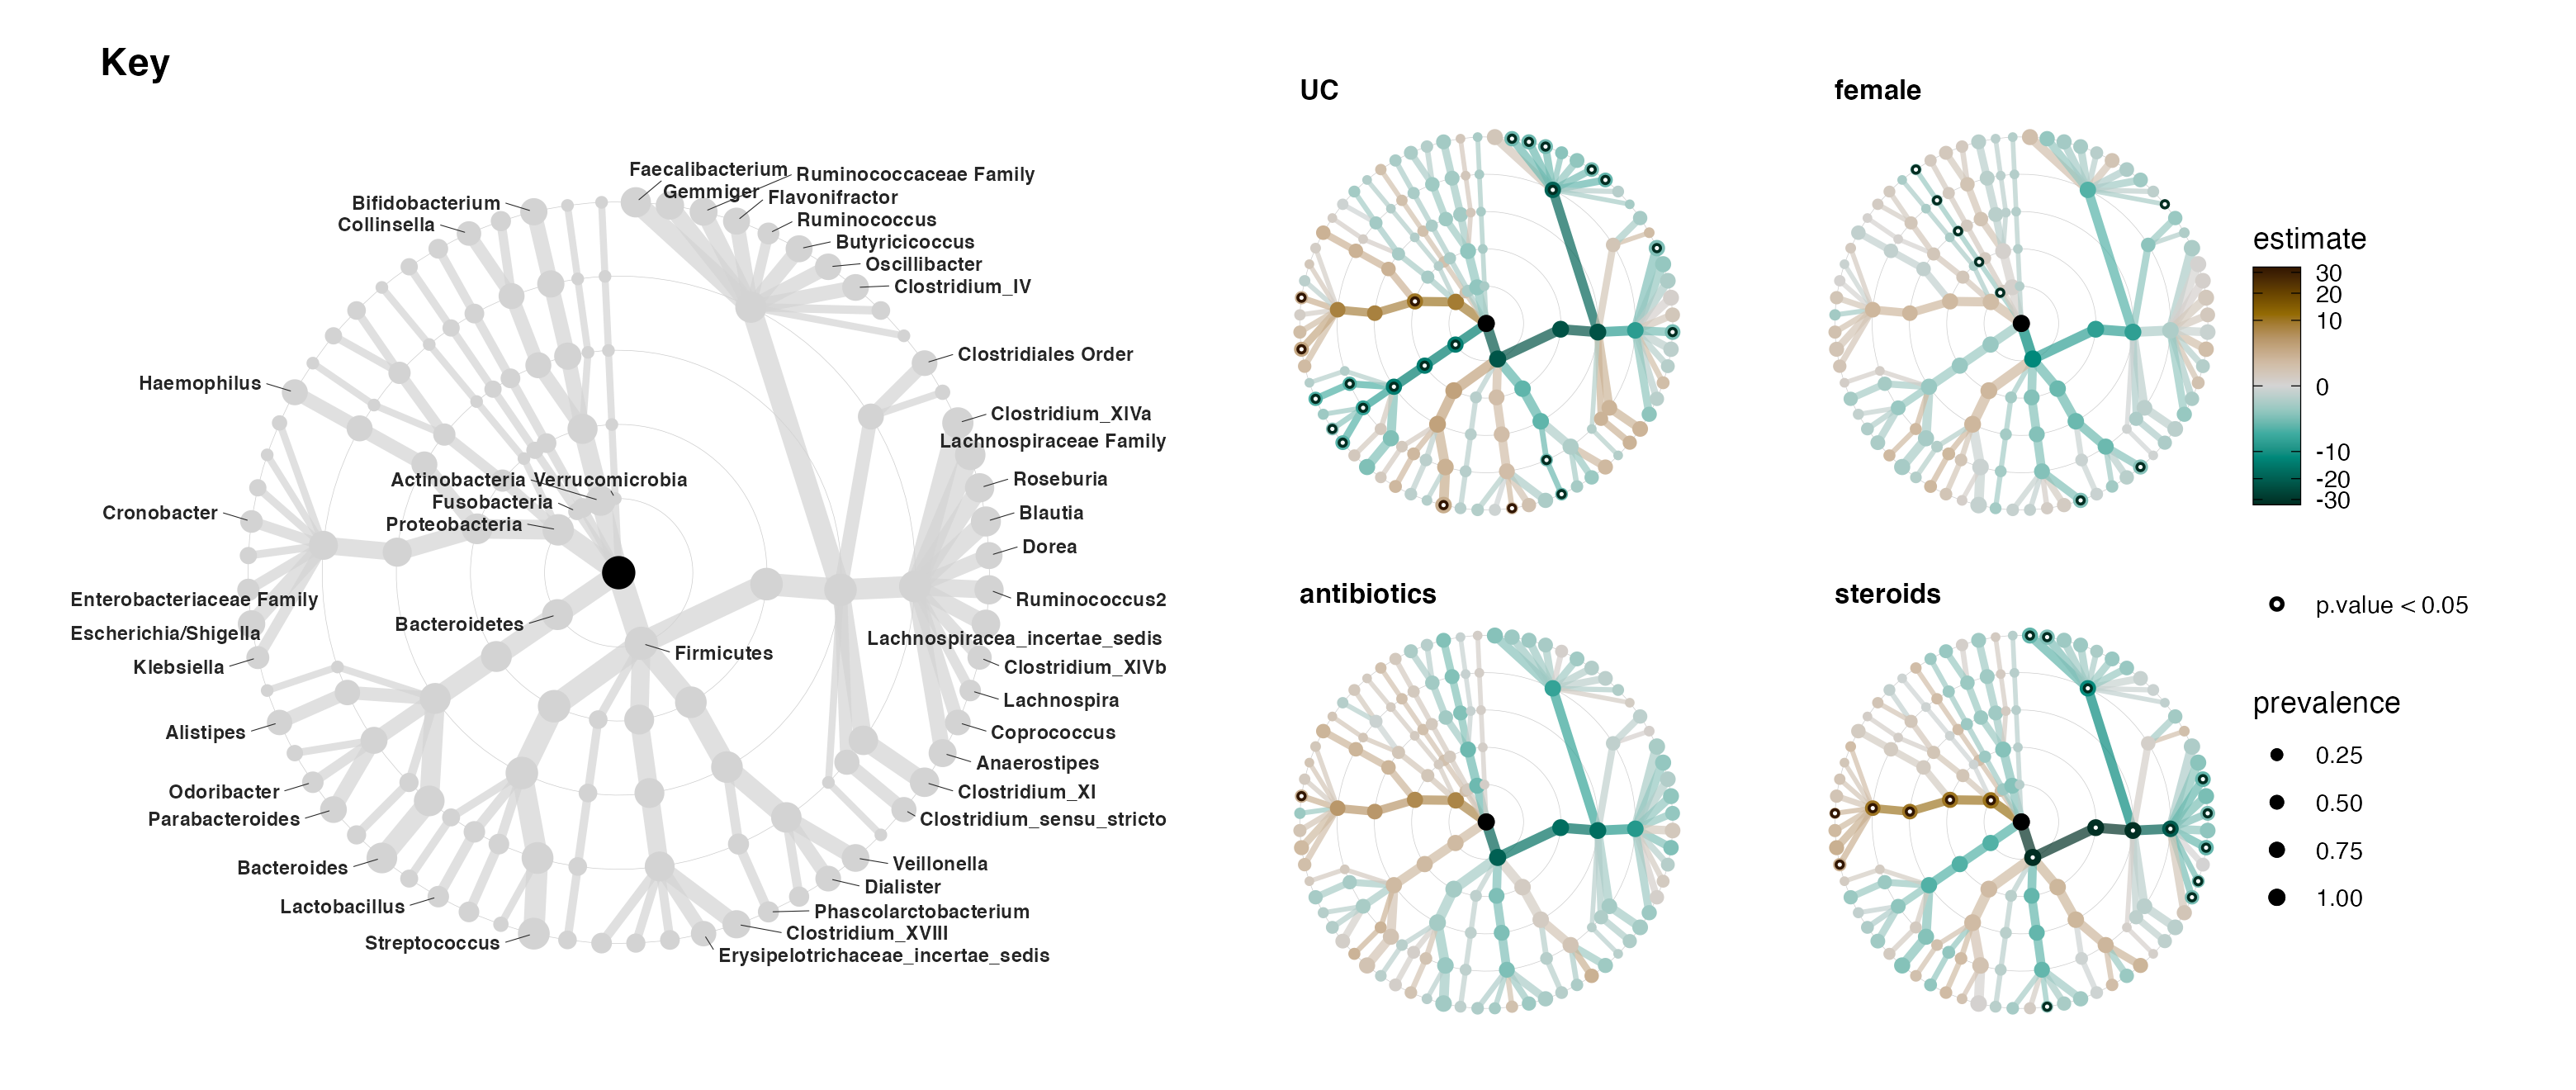 Key
Faecalibacterium
Ruminococcaceae Family
Gemmiger
Flavonifractor
Bifidobacterium
Ruminococcus
Collinsella
Butyricicoccus
Oscillibacter
Clostridium_IV
Clostridiales Order
Haemophilus
Clostridium_XIVa
Lachnospiraceae Family
Actinobacteria
Verrucomicrobia
Roseburia
Fusobacteria
Cronobacter
Blautia
Proteobacteria
Dorea
Enterobacteriaceae Family
Ruminococcus2
Bacteroidetes
Escherichia/Shigella
Lachnospiracea_incertae_sedis
Firmicutes
Klebsiella
Clostridium_XIVb
Lachnospira
Alistipes
Coprococcus
Anaerostipes
Odoribacter
Clostridium_XI
Parabacteroides
Clostridium_sensu_stricto
Bacteroides
Veillonella
Dialister
Lactobacillus
Phascolarctobacterium
Clostridium_XVIII
Streptococcus
Erysipelotrichaceae_incertae_sedis
UC
female
antibiotics
steroids
estimate
30
20
10
0
-10
-20
-30
p.value < 0.05
prevalence
0.25
0.50
0.75
1.00